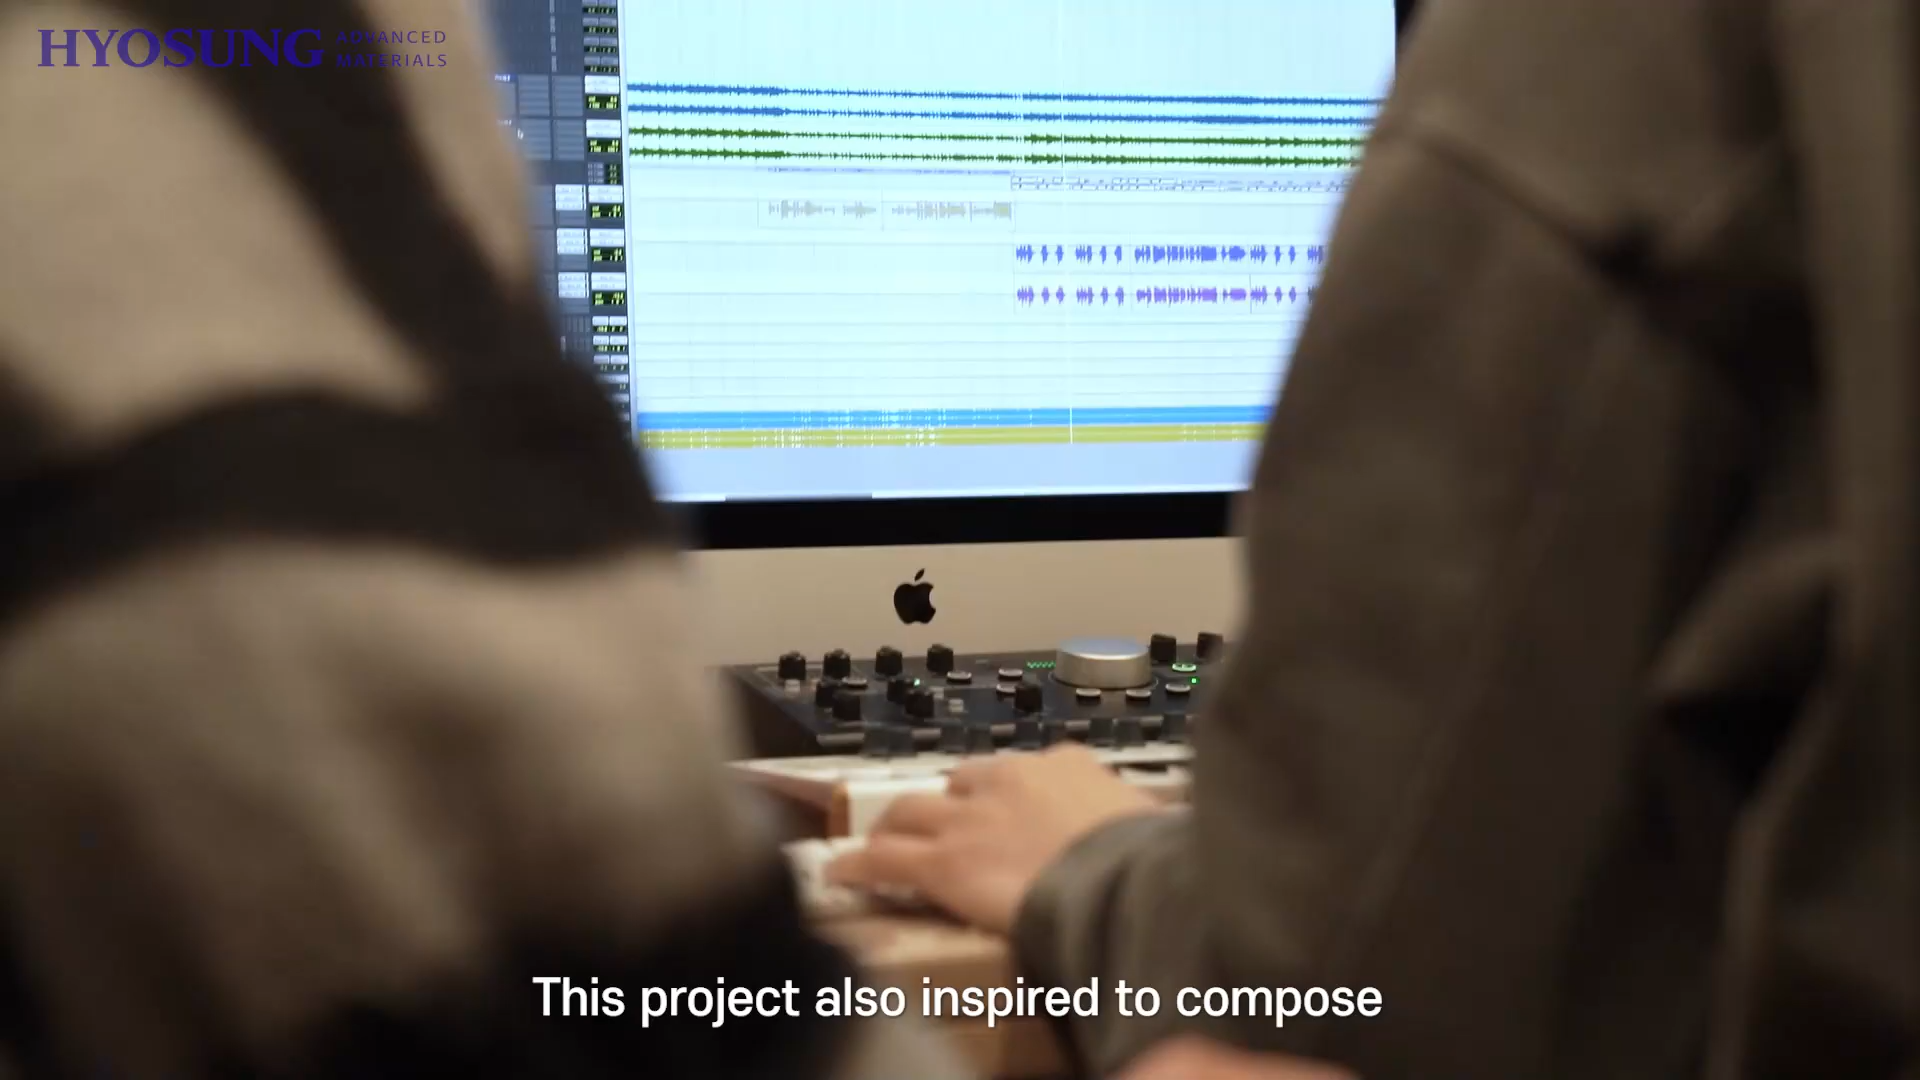 HYOSUNG ADVANCED
MATERIALS
This project also inspired to compose